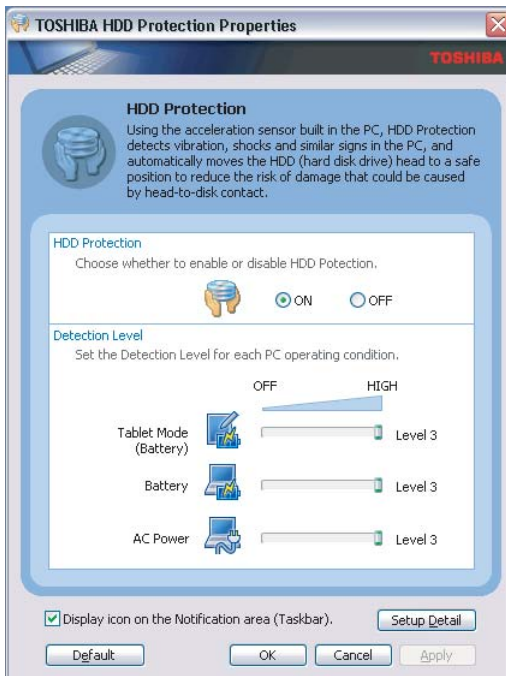 TOSHIBA HDD Protection Properties
TOSHIBA
HDD Protection
Using the acceleration sensor built in the PC, HDD Protection
detects vibration, shocks and similar signs in the PC, and
automatically moves the HDD (hard disk drive) head to a safe
position to reduce the risk of damage that could be caused
by head-to-disk contact.
HDD Protection
Choose whether to enable or disable HDD Potection.
ON OFF
Detection Level
Set the Detection Level for each PC operating condition.
OFF HIGH
Tablet Mode
(Battery)
Level 3
Battery Level 3
AC Power Level 3
Display icon on the Notification area (Taskbar).
Setup Detail
Default OK Cancel Apply